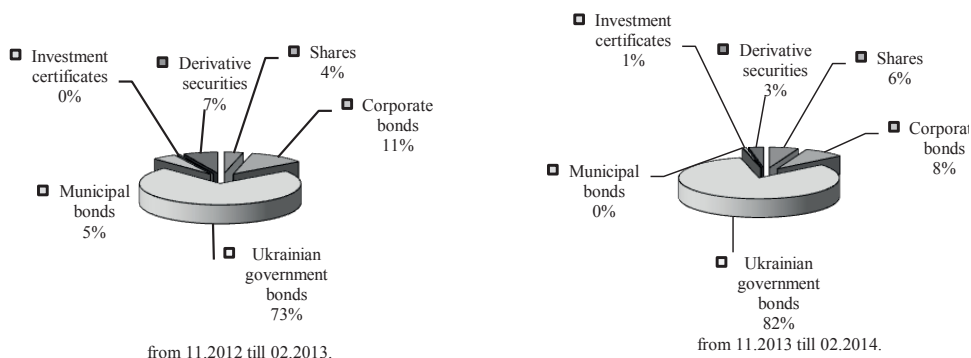 Investment
certificates
0%
Derivative
securities
7%
Shares
4%
Corporate
bonds
11%
Municipal
bonds
5%
Ukrainian
government
bonds
73%
from 11.2012 till 02.2013.
Investment
certificates
1%
Derivative
securities
3%
Shares
6%
Corporat
bonds
8%
Municipal
bonds
0%
Ukrainian
government
bonds
82%
from 11.2013 till 02.2014.